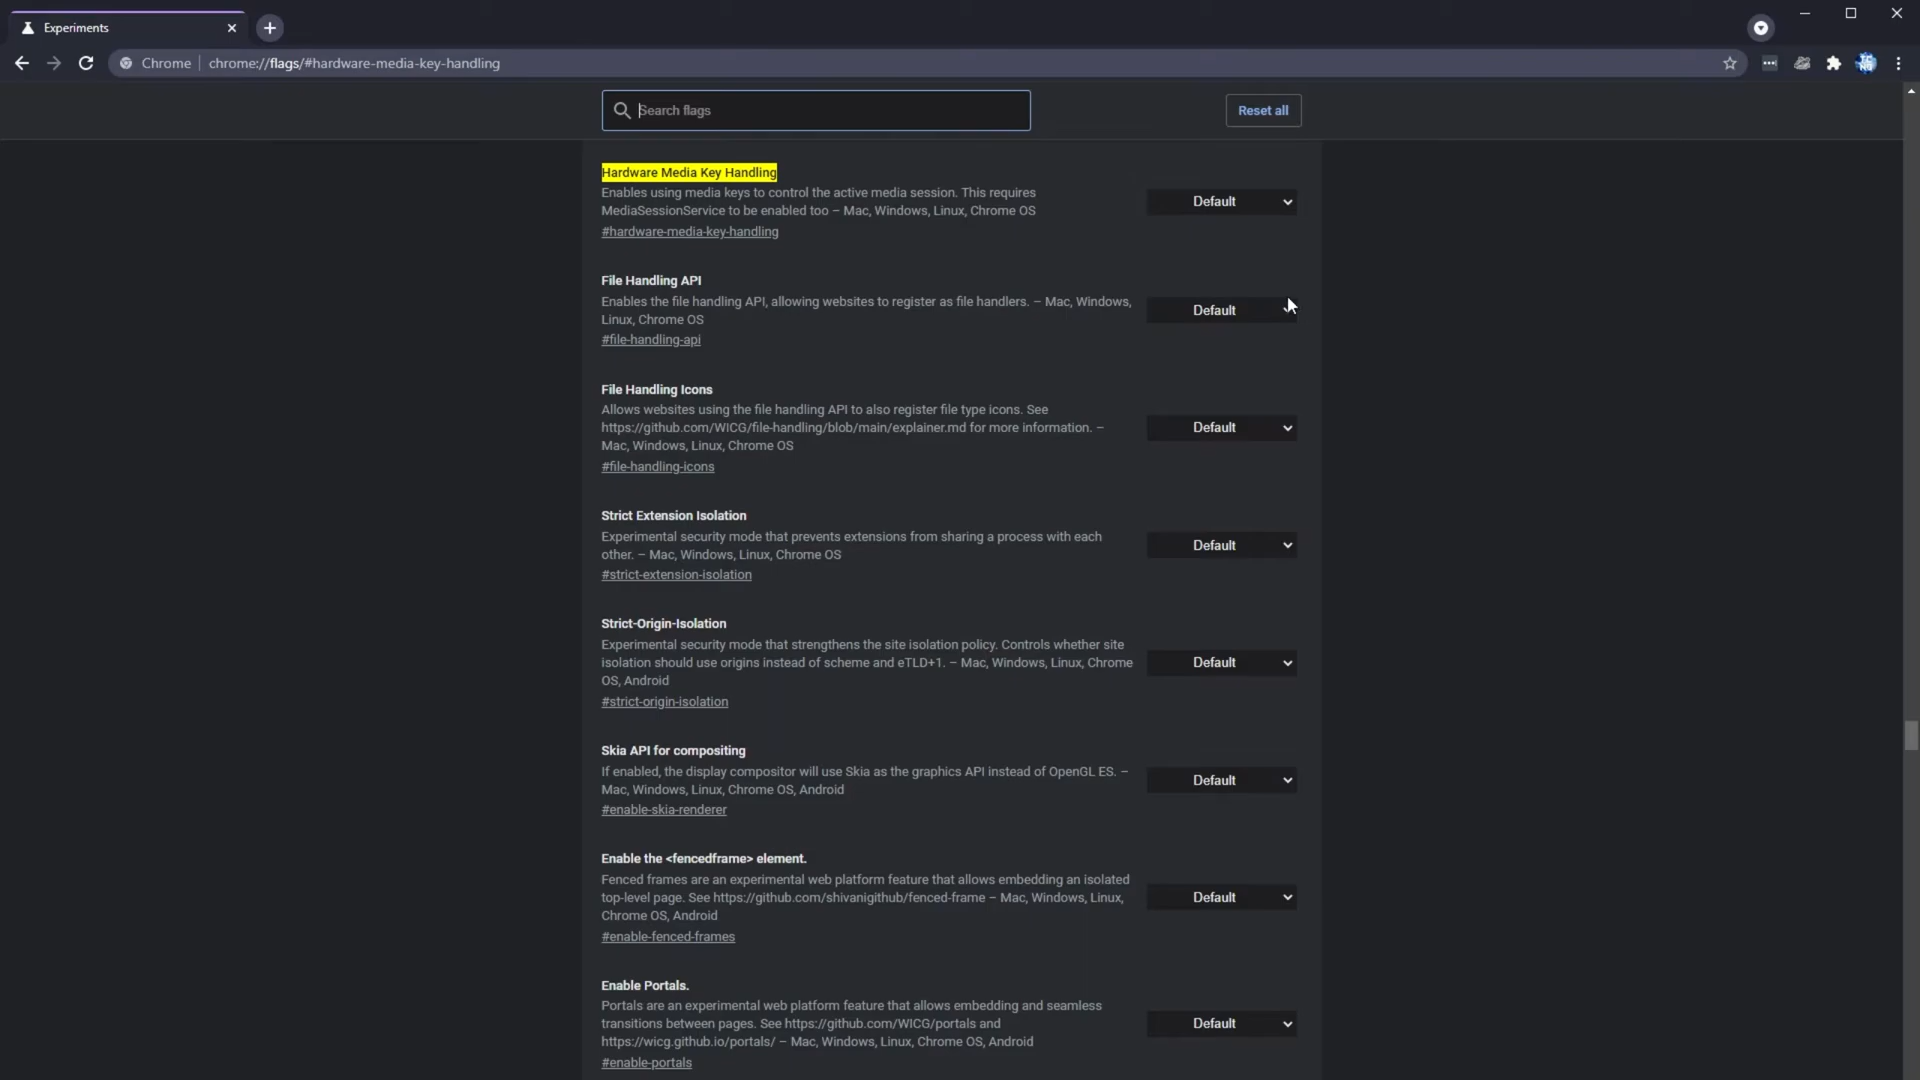 Experiments
Chrome
chrome://flags/#hardware-media-key-handling
Search flags
Reset all
Hardware Media Key Handling
Enables using media keys to control the active media session. This requires
MediaSessionService to be enabled too – Mac, Windows, Linux, Chrome OS
#hardware-media-key-handling
Default
File Handling API
Enables the file handling API, allowing websites to register as file handlers. – Mac, Windows,
Linux, Chrome OS
#file-handling-api
Default
File Handling Icons
Allows websites using the file handling API to also register file type icons. See
https://github.com/WICG/file-handling/blob/main/explainer.md for more information. –
Mac, Windows, Linux, Chrome OS
#file-handling-icons
Default
Strict Extension Isolation
Experimental security mode that prevents extensions from sharing a process with each
other. – Mac, Windows, Linux, Chrome OS
#strict-extension-isolation
Default
Strict-Origin-Isolation
Experimental security mode that strengthens the site isolation policy. Controls whether site
isolation should use origins instead of scheme and eTLD+1. – Mac, Windows, Linux, Chrome
OS, Android
#strict-origin-isolation
Default
Skia API for compositing
If enabled, the display compositor will use Skia as the graphics API instead of OpenGL ES. –
Mac, Windows, Linux, Chrome OS, Android
#enable-skia-renderer
Default
Enable the <fencedframe> element.
Fenced frames are an experimental web platform feature that allows embedding an isolated
top-level page. See https://github.com/shivanigithub/fenced-frame – Mac, Windows, Linux,
Chrome OS, Android
#enable-fenced-frames
Default
Enable Portals.
Portals are an experimental web platform feature that allows embedding and seamless
transitions between pages. See https://github.com/WICG/portals and
https://wicg.github.io/portals/ – Mac, Windows, Linux, Chrome OS, Android
#enable-portals
Default